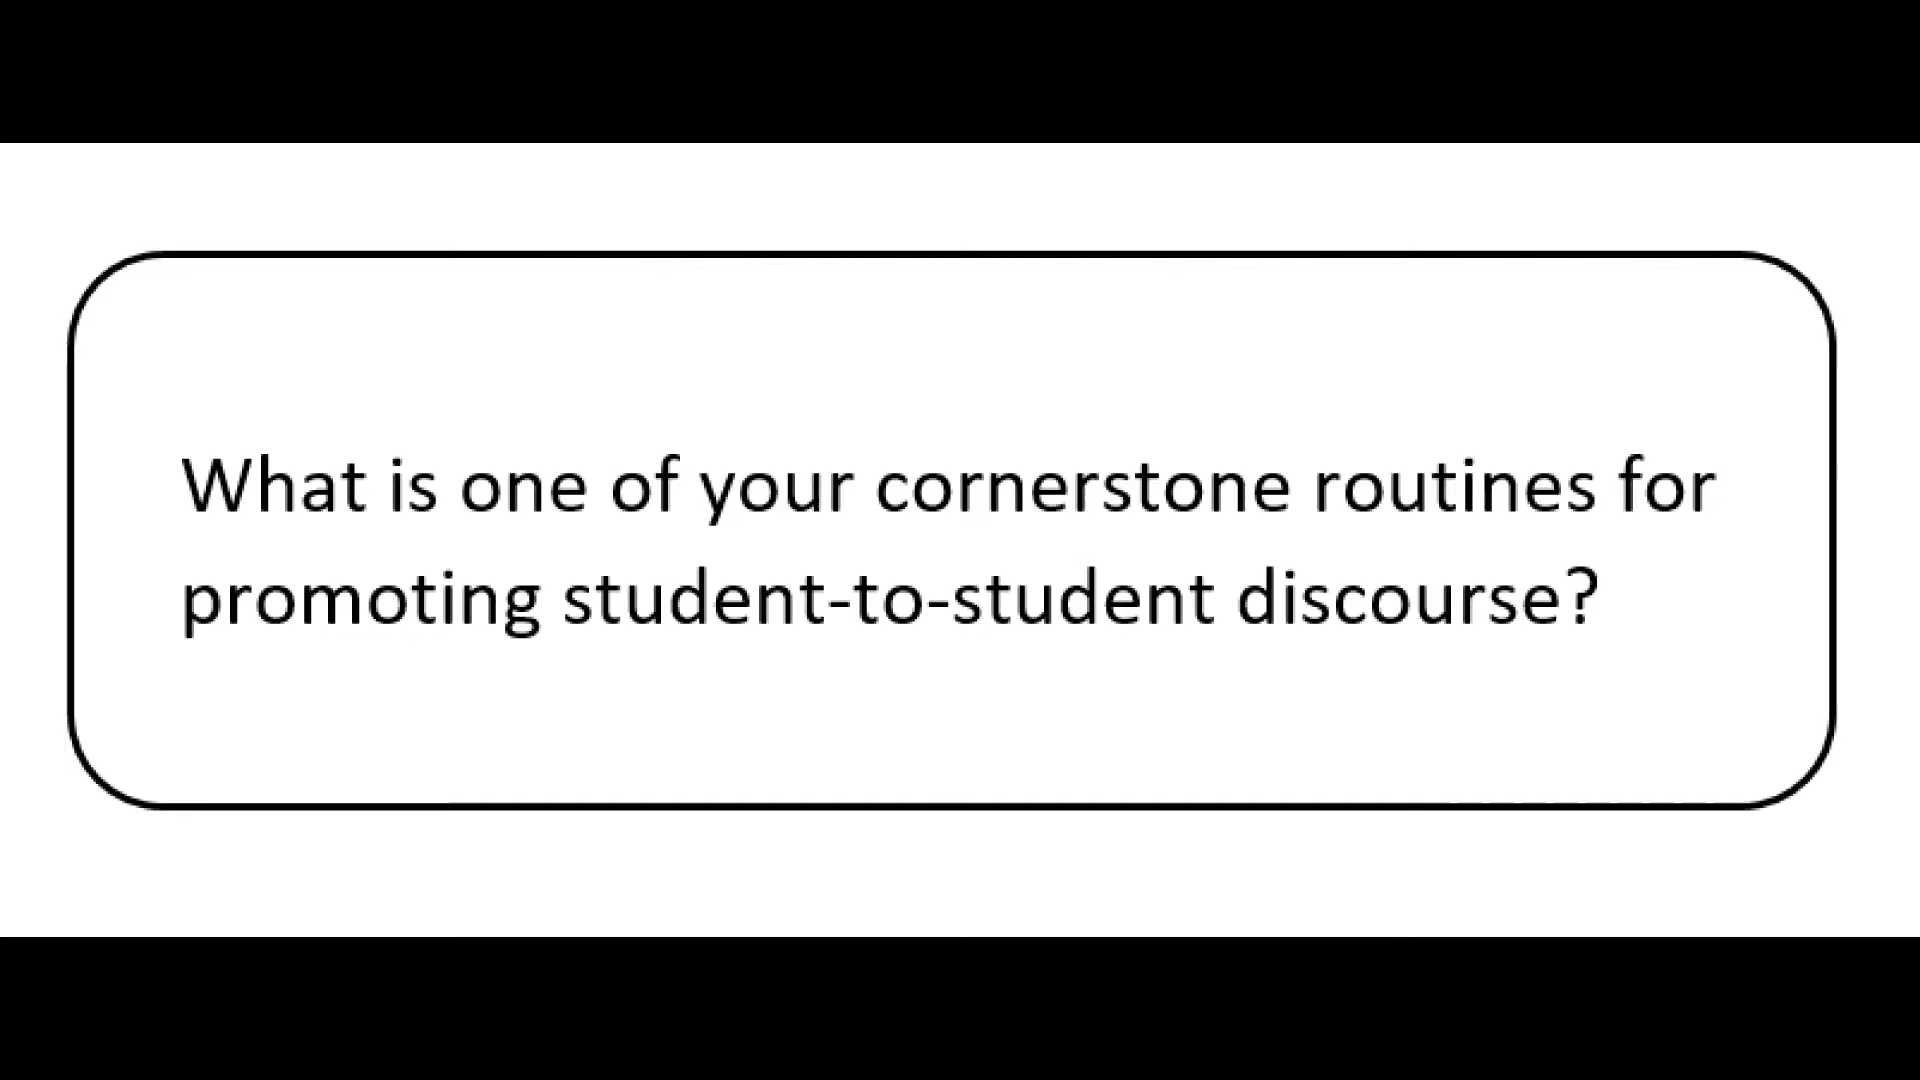 What is one of your cornerstone routines for
promoting student-to-student discourse?